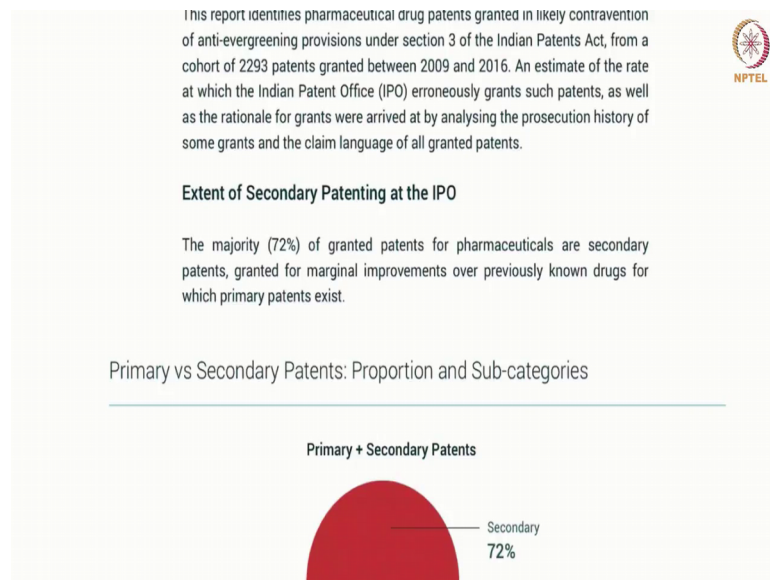 This report identifies pharmaceutical drug patents granted in likely contravention
of anti-evergreening provisions under section 3 of the Indian Patents Act, from a
cohort of 2293 patents granted between 2009 and 2016. An estimate of the rate
at which the Indian Patent Office (IPO) erroneously grants such patents, as well
as the rationale for grants were arrived at by analysing the prosecution history of
some grants and the claim language of all granted patents.
NPTEL
Extent of Secondary Patenting at the IPO
The majority (72%) of granted patents for pharmaceuticals are secondary
patents, granted for marginal improvements over previously known drugs for
which primary patents exist.
Primary vs Secondary Patents: Proportion and Sub-categories
Primary + Secondary Patents
Secondary
72%